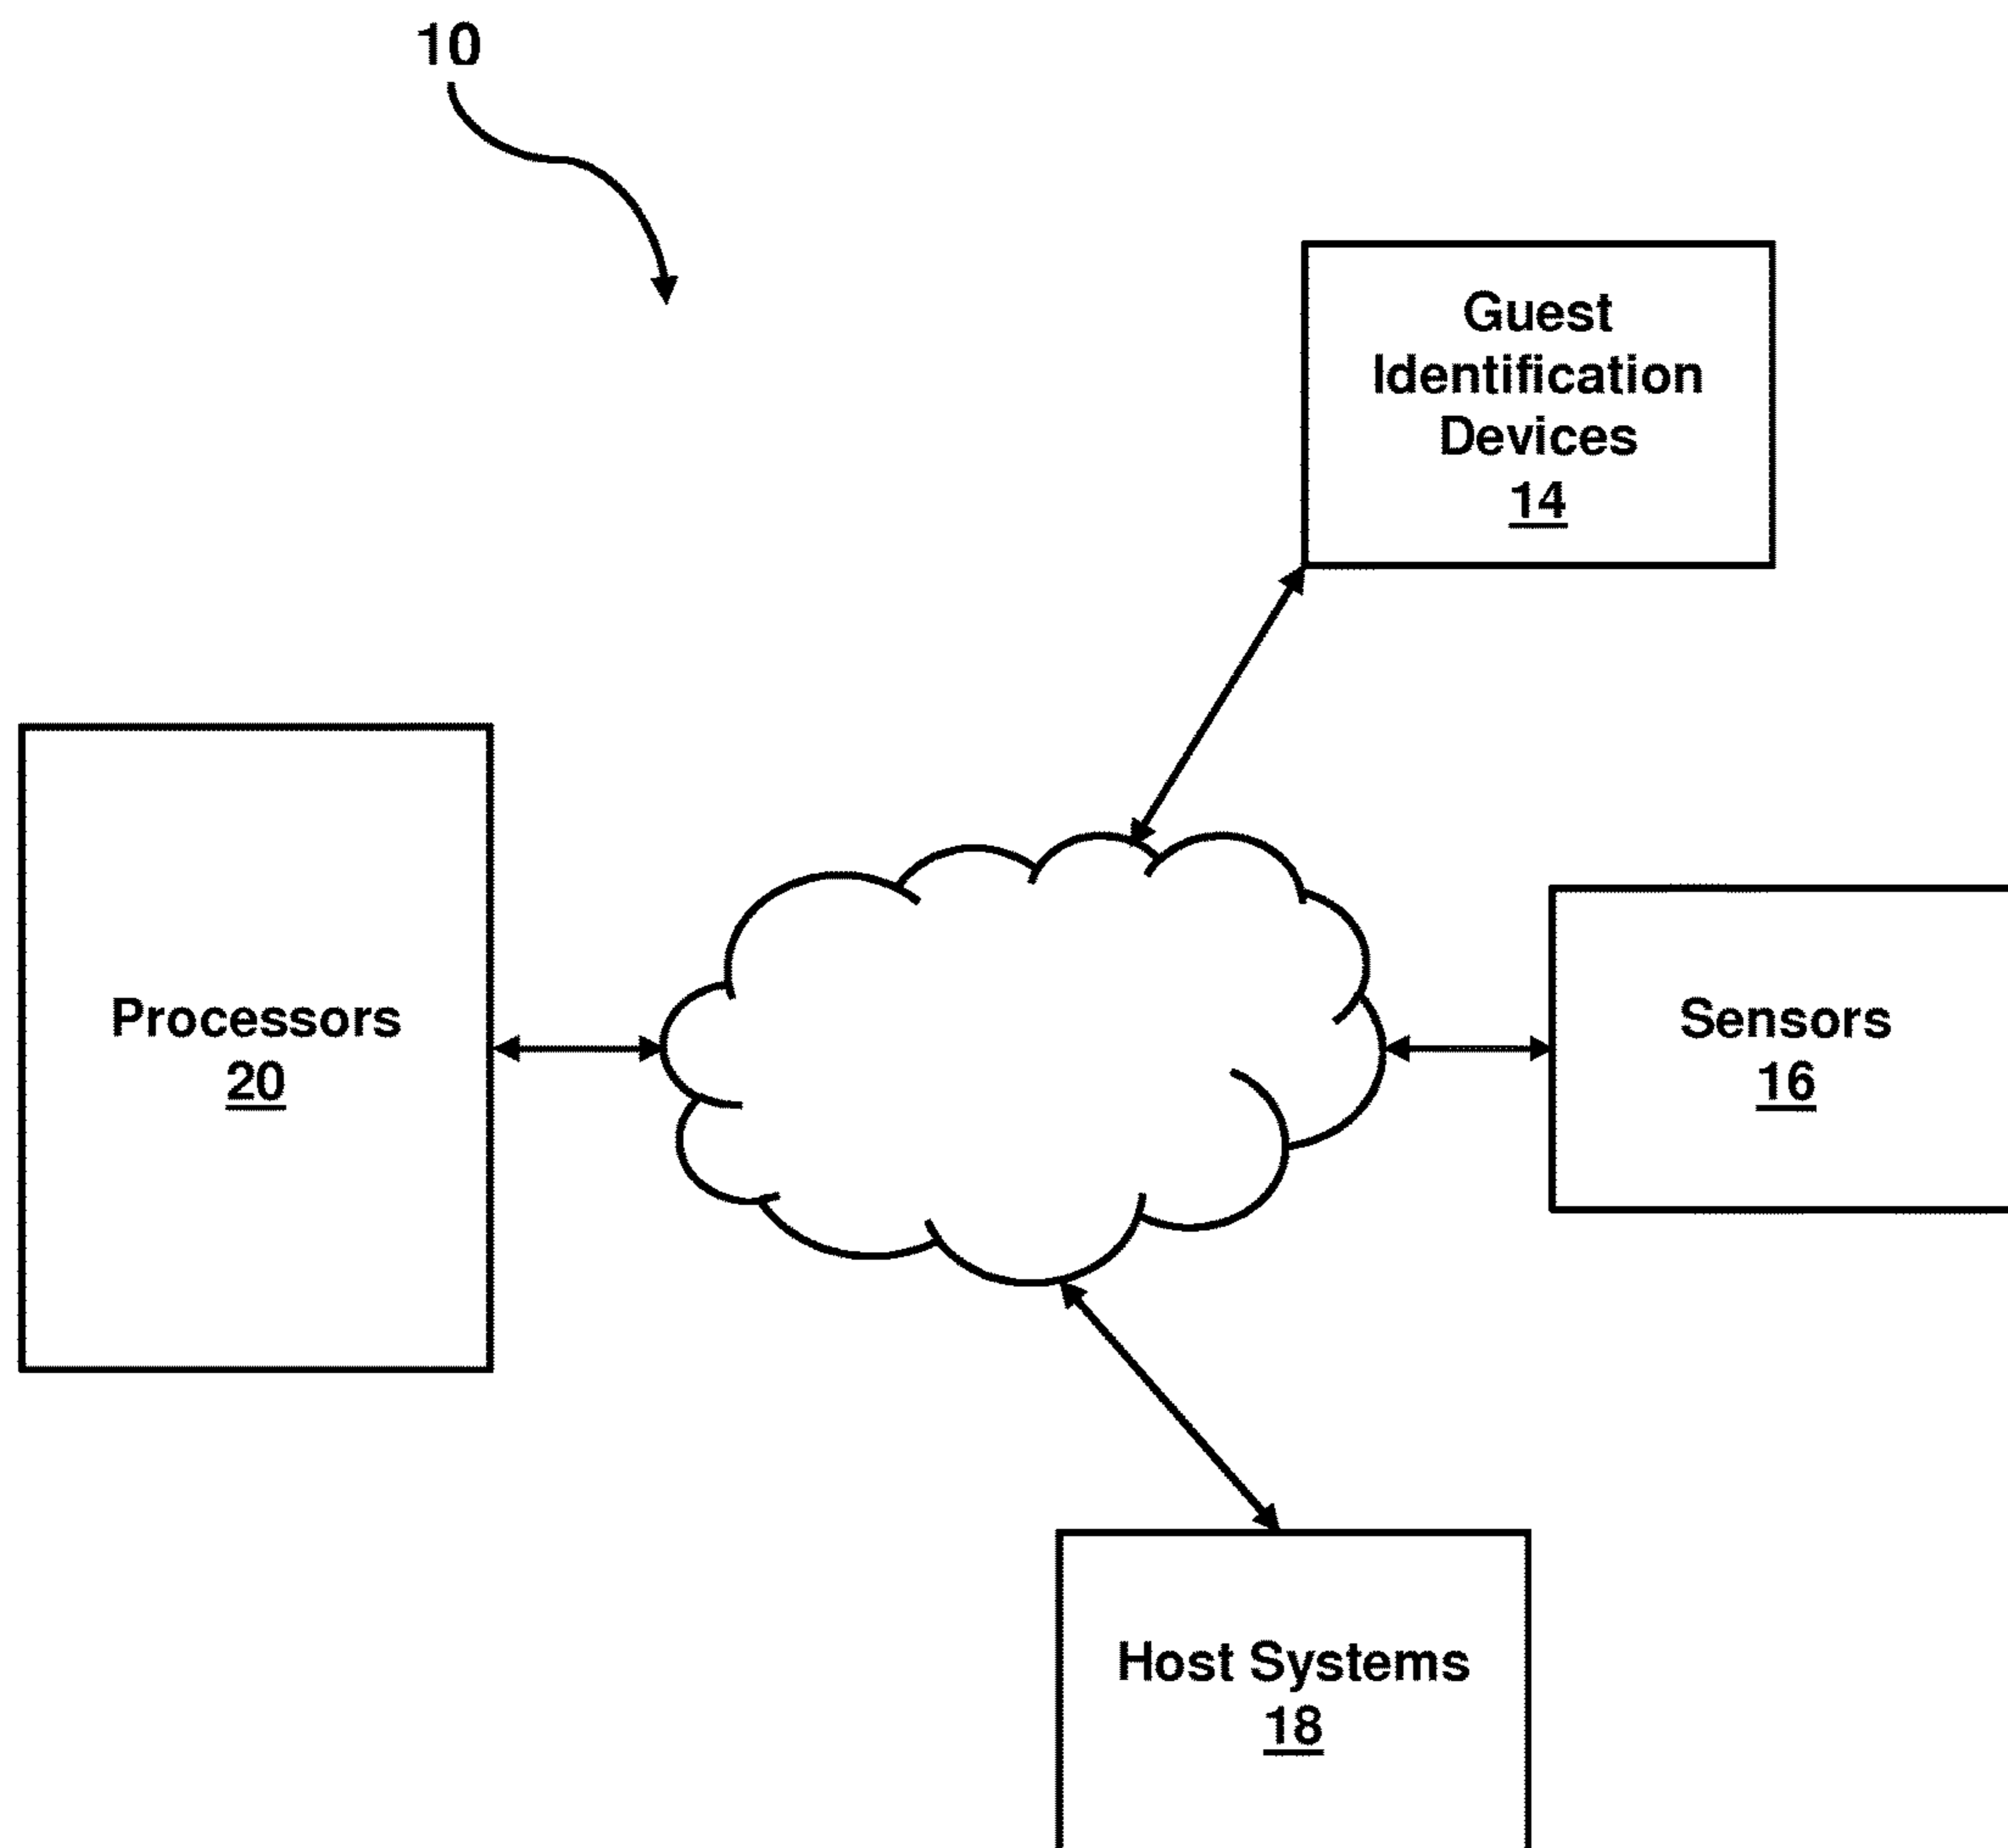 10
Guest
Identification
Devices
14
Processors
20
Sensors
16
Host Systems
18